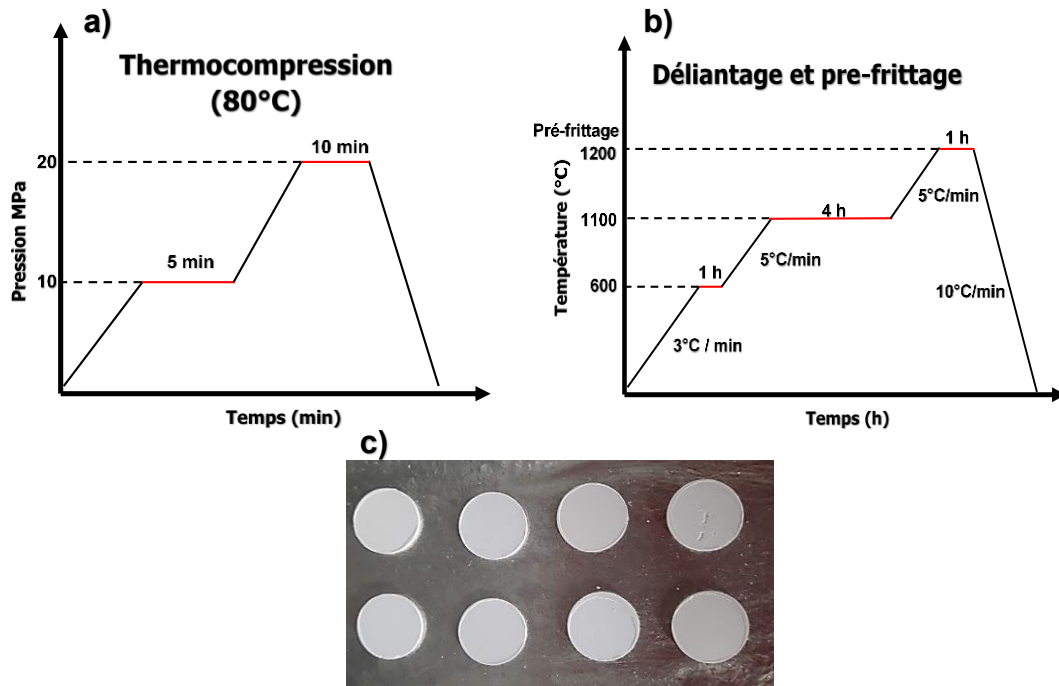 a)
Thermocompression
(80°C)
Pression MPa
20
10
5 min
10 min
Temps (min)
b)
Déliantage et pre-frittage
Température (°C)
Pré-frittage
1200
1100
600
3°C / min
1h
5°C/min
4 h
5°C/min
1 h
10°C/min
Temps (h)
c)